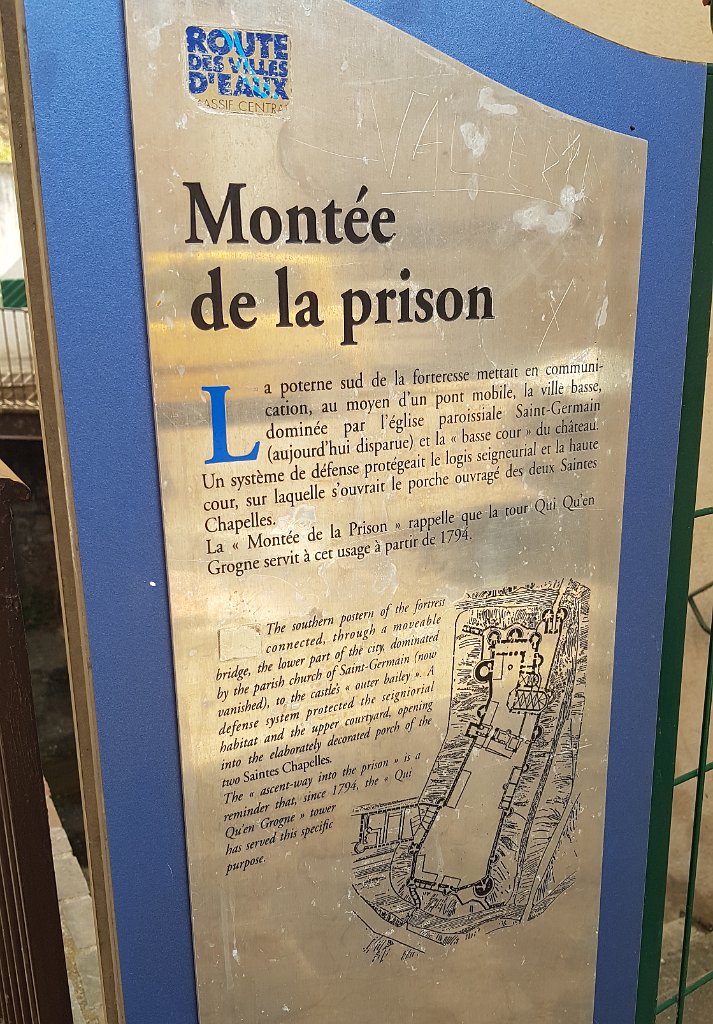 ROUTE
DES VILLES
D'EAUX
MASSIF CENTRAL
Montée
de la prison
La poterne sud de la forteresse mettait en communi-
cation, au moyen d'un pont mobile, la ville basse,
dominée par l'église paroissiale Saint-Germain
(aujourd'hui disparue) et la « basse cour » du château.
Un système de défense protégeait le logis seigneurial et la haute
cour, sur laquelle s'ouvrait le porche ouvragé des deux Saintes
Chapelles.
La « Montée de la Prison » rappelle que la tour Qui Qu'en
Grogne servit à cet usage à partir de 1794.
The southern postern of the fortress
connected, through a moveable
bridge, the lower part of the city, dominated
by the parish church of Saint-Germain (now
vanished), to the castle's « outer bailey ». A
defense system protected the seigniorial
habitat and the upper courtyard, opening
into the elaborately decorated porch of the
two Saintes Chapelles.
The « ascent-way into the prison » is a
reminder that, since 1794, the « Qui
Qu'en Grogne » tower
has served this specific
purpose.